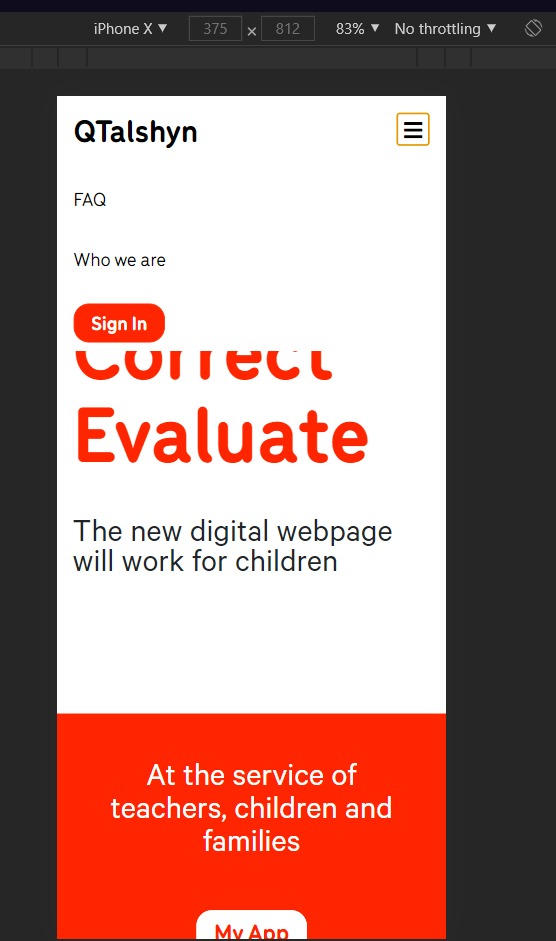 iPhone X ▼ 375 × 812 83% ▼ No throttling ▼
QTalshyn
FAQ
Who we are
Sign In
Correct
Evaluate
The new digital webpage
will work for children
At the service of
teachers, children and
families
My App